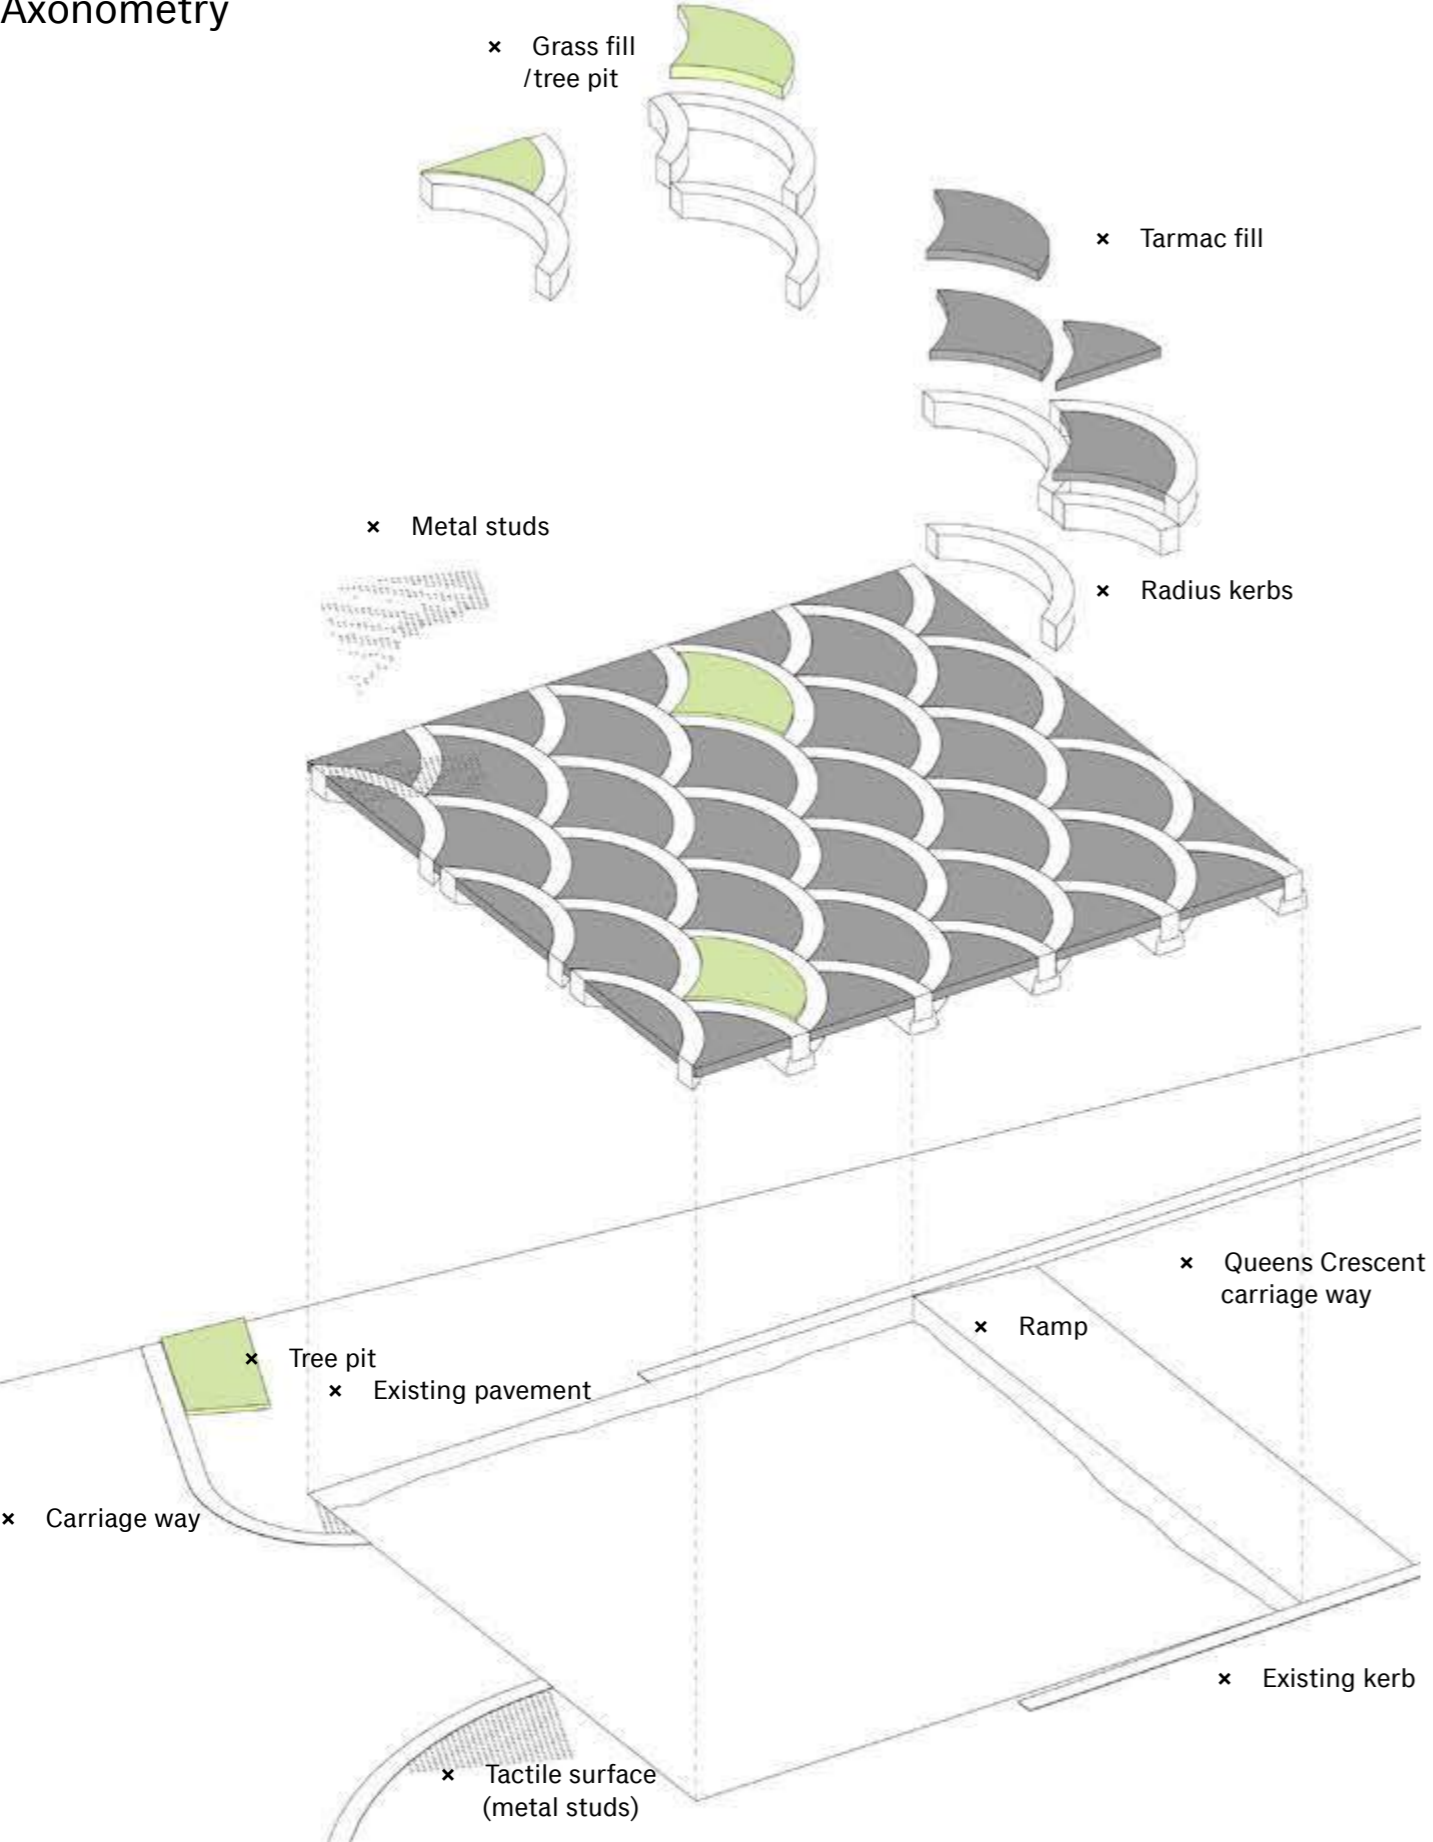 Axonometry
× Grass fill
/tree pit
× Tarmac fill
× Metal studs
× Radius kerbs
× Queens Crescent
carriage way
× Ramp
× Tree pit
× Existing pavement
× Carriage way
× Existing kerb
× Tactile surface
(metal studs)